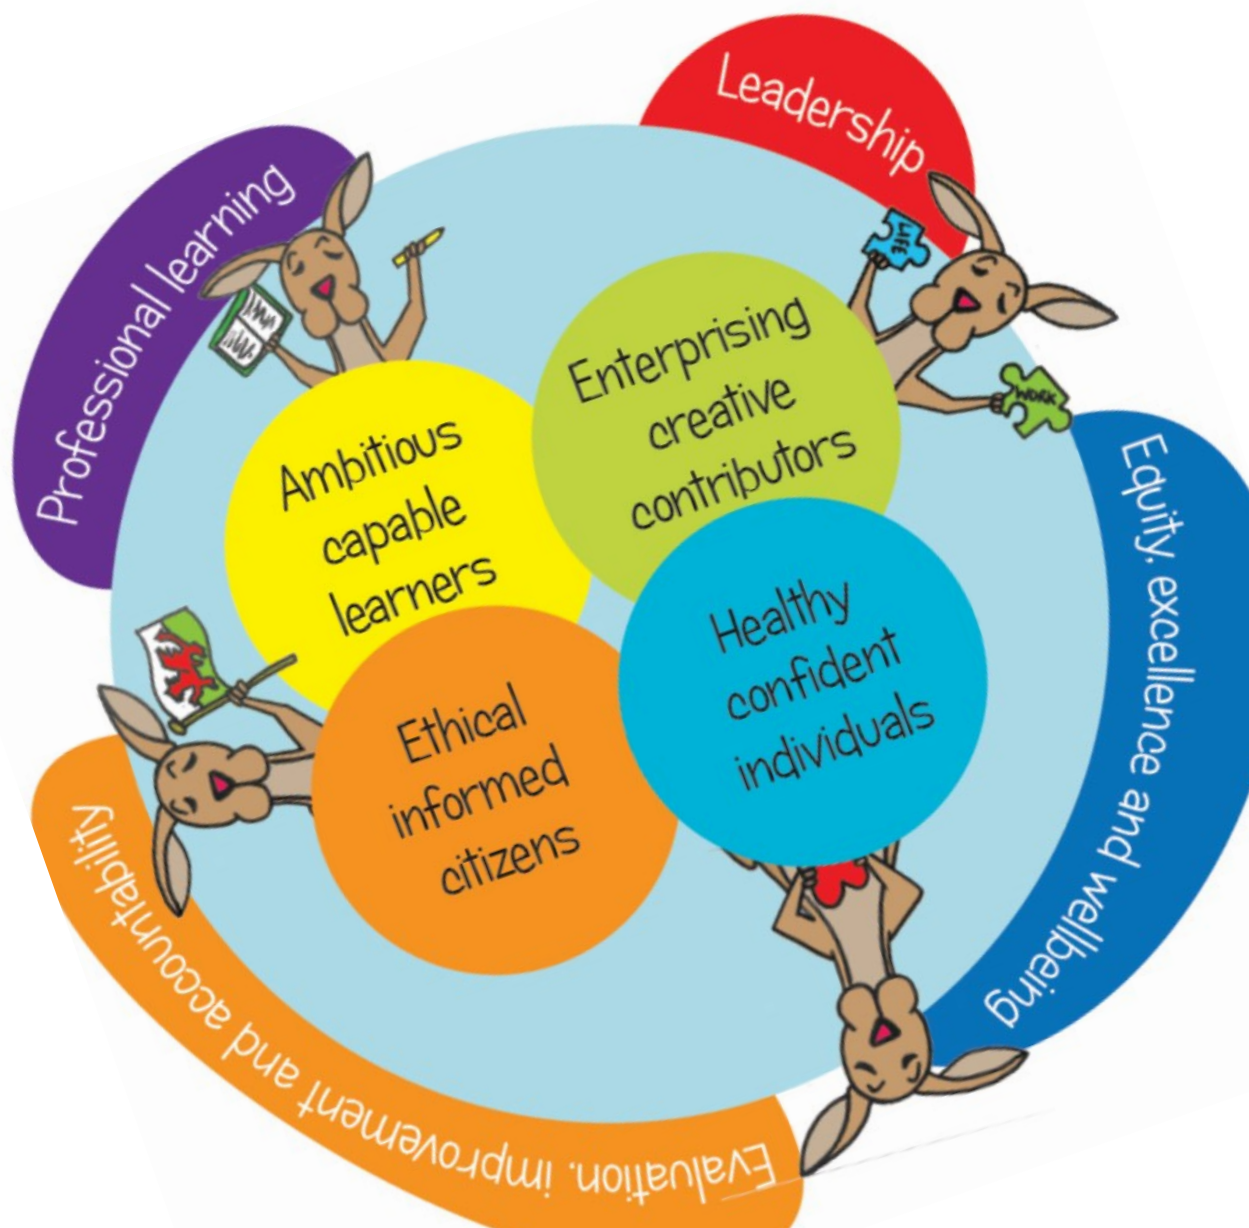 Leadership
Professional learning
LIFE
WORK
Enterprising
creative
contributors
Ambitious
capable
learners
Equity, excellence and wellbeing
Healthy
confident
individuals
Ethical
informed
citizens
Evaluation, improvement and accountability